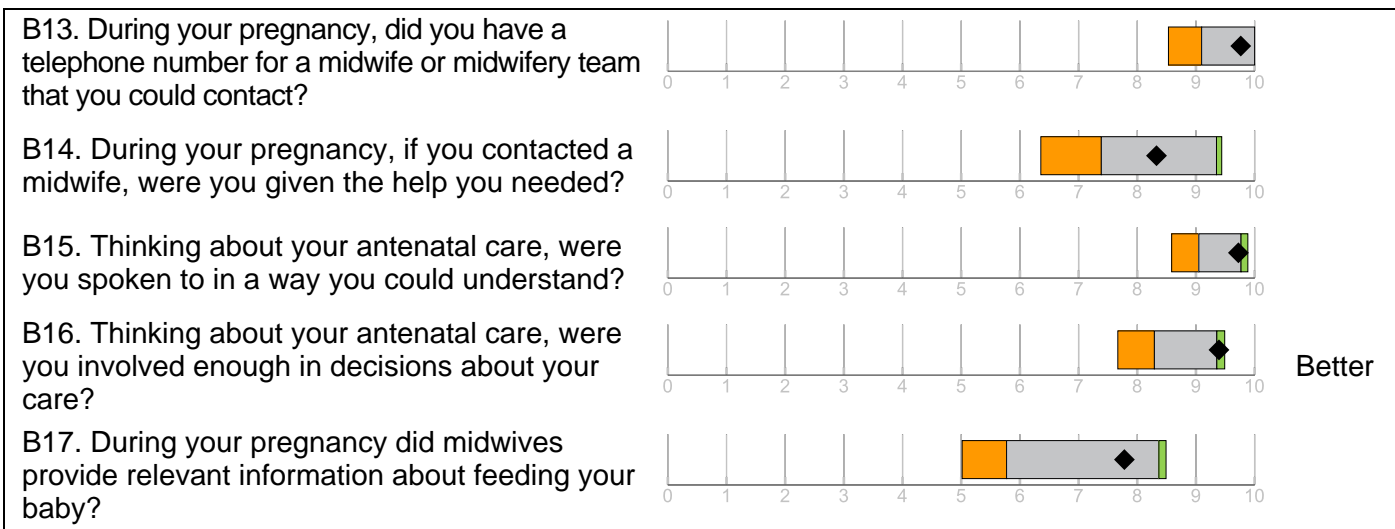 B13. During your pregnancy, did you have a
telephone number for a midwife or midwifery team
that you could contact?
0 1 2 3 4 5 6 7 8 9 10
B14. During your pregnancy, if you contacted a
midwife, were you given the help you needed?
0 1 2 3 4 5 6 7 8 9 10
B15. Thinking about your antenatal care, were
you spoken to in a way you could understand?
0 1 2 3 4 5 6 7 8 9 10
B16. Thinking about your antenatal care, were
you involved enough in decisions about your
care?
0 1 2 3 4 5 6 7 8 9 10
Better
B17. During your pregnancy did midwives
provide relevant information about feeding your
baby?
0 1 2 3 4 5 6 7 8 9 10